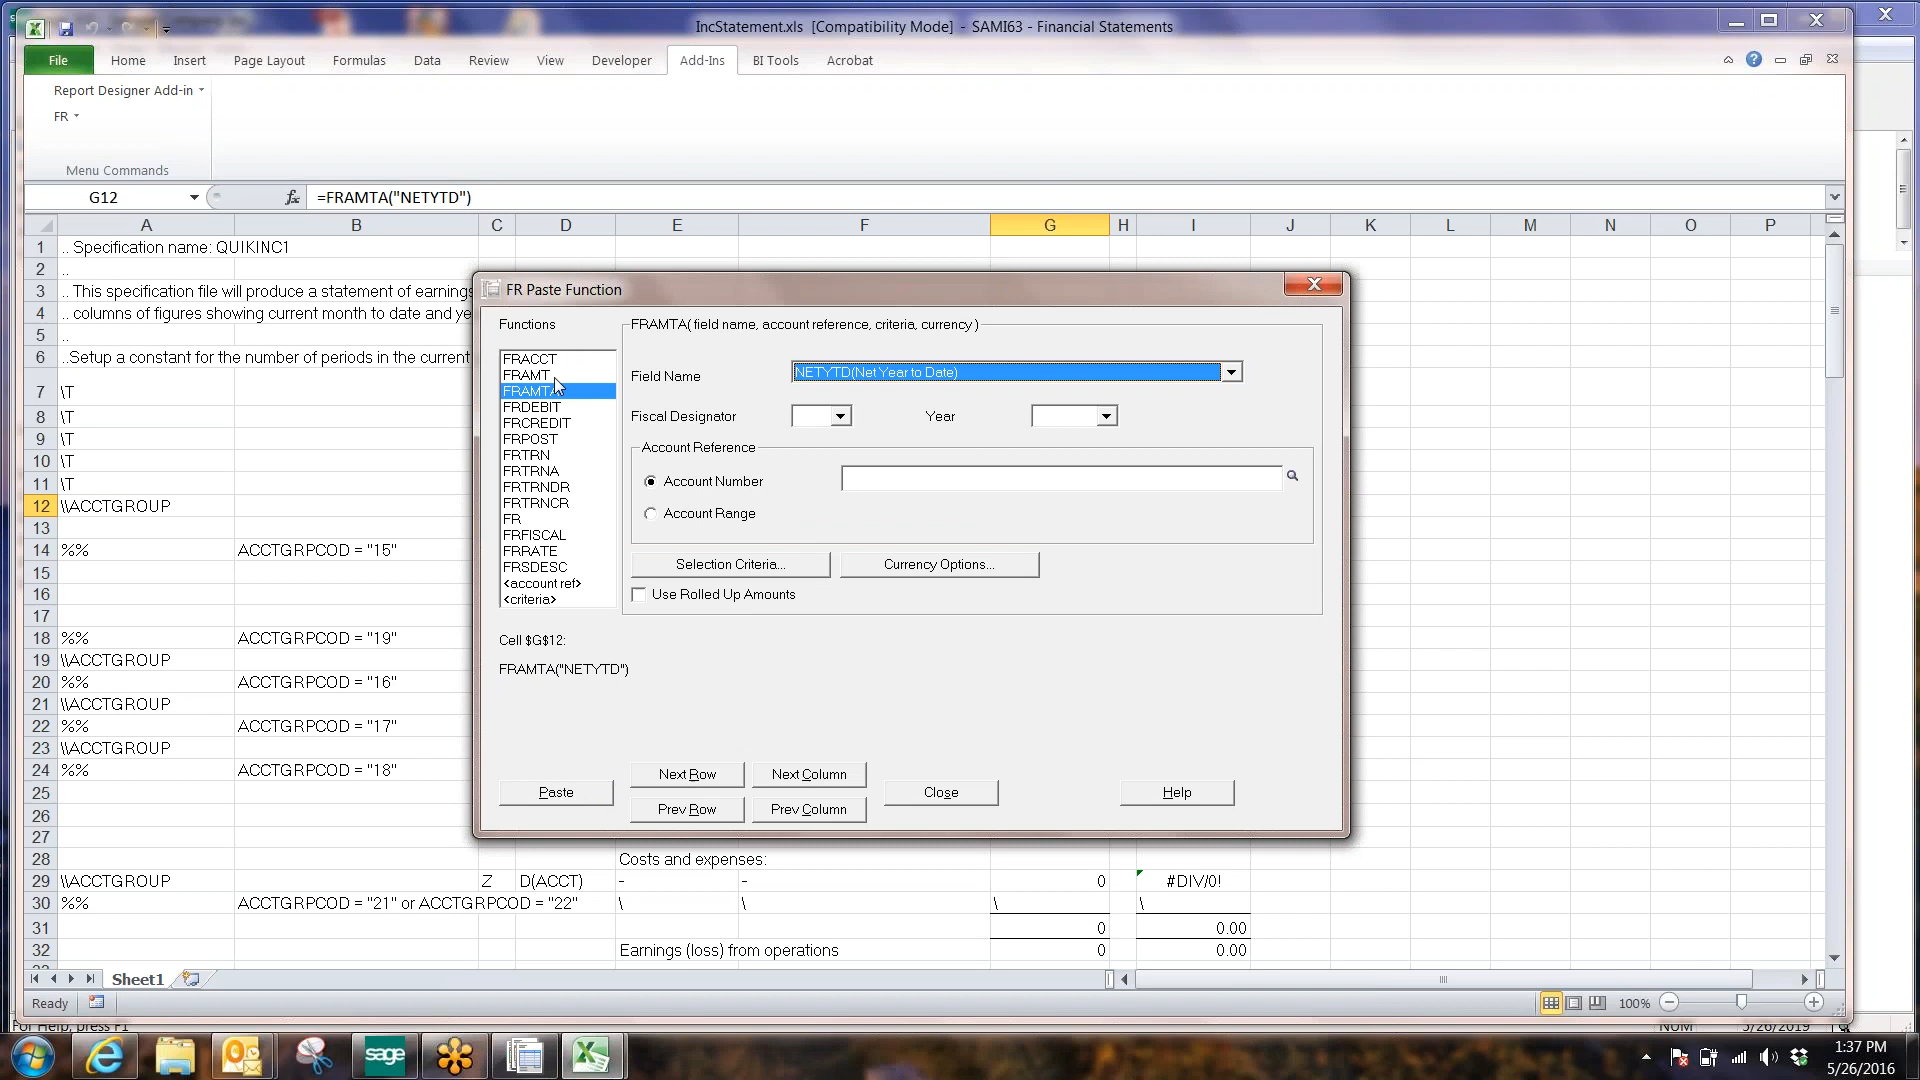 IncStatement.xls [Compatibility Mode] - SAMI63 - Financial Statements
File Home Insert Page Layout Formulas Data Review View Developer Add-Ins BI Tools Acrobat
Report Designer Add-in
FR
Menu Commands
G12 fx =FRAMTA("NETYTD")
A B C D E F G H I J K L M N O P
1 .. Specification name: QUIKINC1
2 ..
3 .. This specification file will produce a statement of earnings
4 .. columns of figures showing current month to date and ye
5 ..
6 ..Setup a constant for the number of periods in the current
7 \T
8 \T
9 \T
10 \T
11 \T
12 \\ACCTGROUP
13
14 %% ACCTGRPCOD = "15"
15
16
17
18 %% ACCTGRPCOD = "19"
19 \\ACCTGROUP
20 %% ACCTGRPCOD = "16"
21 \\ACCTGROUP
22 %% ACCTGRPCOD = "17"
23 \\ACCTGROUP
24 %% ACCTGRPCOD = "18"
25
26
27
28 Costs and expenses:
29 \\ACCTGROUP Z D(ACCT) - - 0 #DIV/0!
30 %% ACCTGRPCOD = "21" or ACCTGRPCOD = "22" \ \ \ \
31 0 0.00
32 Earnings (loss) from operations 0 0.00
FR Paste Function
Functions
FRACCT
FRAMT
FRAMTA
FRDEBIT
FRCREDIT
FRPOST
FRTRN
FRTRNA
FRTRNDR
FRTRNCR
FR
FRFISCAL
FRRATE
FRSDESC
<account ref>
<criteria>
FRAMTA( field name, account reference, criteria, currency )
Field Name NETYTD(Net Year to Date)
Fiscal Designator Year
Account Reference
Account Number
Account Range
Selection Criteria... Currency Options...
Use Rolled Up Amounts
Cell $G$12:
FRAMTA("NETYTD")
Paste Next Row Next Column Close Help
Prev Row Prev Column
Sheet1
Ready 100%
For Help, press F1 NUM 5/26/2019
sage
1:37 PM
5/26/2016